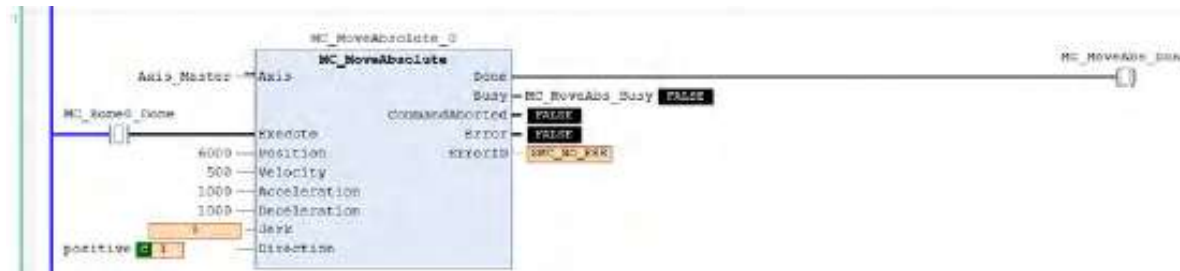 MC_MoveAbsolute_0
MC_MoveAbsolute
Axis_Master Axis Done
Busy MC_MoveAbs_Busy FALSE
MC_Home0_Done CommandAborted FALSE
Execute Error FALSE
6000 Position ErrorID SMC_NO_ERR
500 Velocity
1000 Acceleration
1000 Deceleration
Jerk
positive C 1 Direction